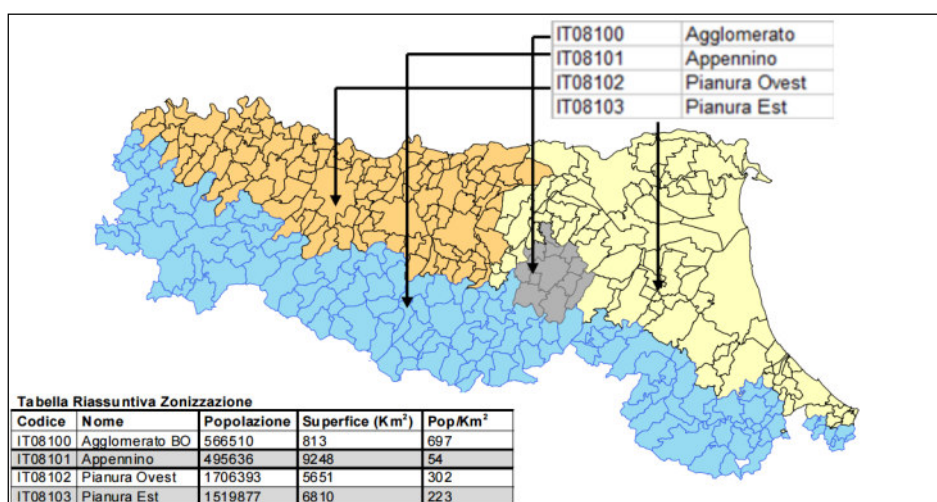 IT08100 Agglomerato
IT08101 Appennino
IT08102 Pianura Ovest
IT08103 Pianura Est
Tabella Riassuntiva Zonizzazione
Codice Nome Popolazione Superfice (Km²) Pop/Km²
IT08100 Agglomerato BO 566510 813 697
IT08101 Appennino 495636 9248 54
IT08102 Pianura Ovest 1706393 5651 302
IT08103 Pianura Est 1519877 6810 223